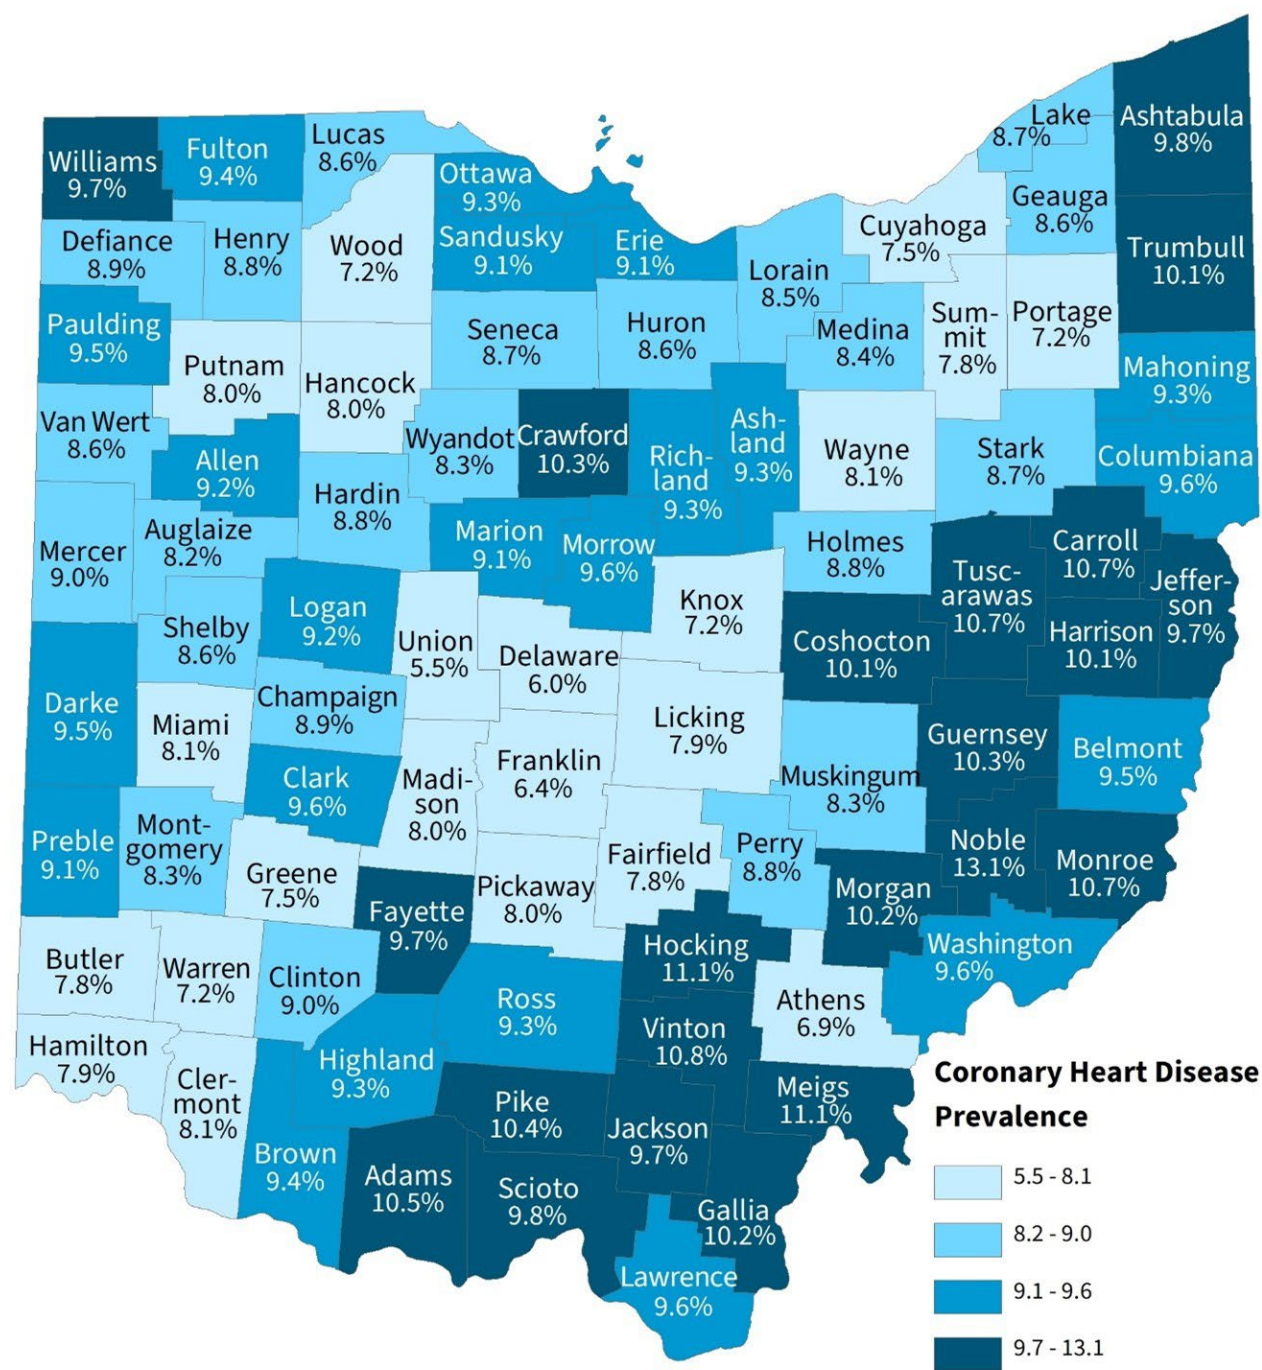 Williams
9.7%
Fulton
9.4%
Lucas
8.6%
Ottawa
9.3%
Lake
8.7%
Ashtabula
9.8%
Defiance
8.9%
Henry
8.8%
Wood
7.2%
Sandusky
9.1%
Erie
9.1%
Lorain
8.5%
Cuyahoga
7.5%
Geauga
8.6%
Trumbull
10.1%
Paulding
9.5%
Putnam
8.0%
Hancock
8.0%
Seneca
8.7%
Huron
8.6%
Medina
8.4%
Sum-
mit
7.8%
Portage
7.2%
Mahoning
9.3%
Van Wert
8.6%
Allen
9.2%
Hardin
8.8%
Wyandot
8.3%
Crawford
10.3%
Rich-
land
9.3%
Ash-
land
9.3%
Wayne
8.1%
Stark
8.7%
Columbiana
9.6%
Mercer
9.0%
Auglaize
8.2%
Marion
9.1%
Morrow
9.6%
Holmes
8.8%
Tusc-
arawas
10.7%
Carroll
10.7%
Jeffer-
son
9.7%
Shelby
8.6%
Logan
9.2%
Union
5.5%
Delaware
6.0%
Knox
7.2%
Coshocton
10.1%
Harrison
10.1%
Darke
9.5%
Miami
8.1%
Champaign
8.9%
Licking
7.9%
Guernsey
10.3%
Belmont
9.5%
Clark
9.6%
Madi-
son
8.0%
Franklin
6.4%
Muskingum
8.3%
Preble
9.1%
Mont-
gomery
8.3%
Greene
7.5%
Fairfield
7.8%
Perry
8.8%
Noble
13.1%
Monroe
10.7%
Fayette
9.7%
Pickaway
8.0%
Morgan
10.2%
Butler
7.8%
Warren
7.2%
Clinton
9.0%
Hocking
11.1%
Washington
9.6%
Ross
9.3%
Vinton
10.8%
Athens
6.9%
Hamilton
7.9%
Cler-
mont
8.1%
Highland
9.3%
Pike
10.4%
Jackson
9.7%
Meigs
11.1%
Brown
9.4%
Adams
10.5%
Scioto
9.8%
Gallia
10.2%
Lawrence
9.6%
Coronary Heart Disease
Prevalence
5.5 - 8.1
8.2 - 9.0
9.1 - 9.6
9.7 - 13.1